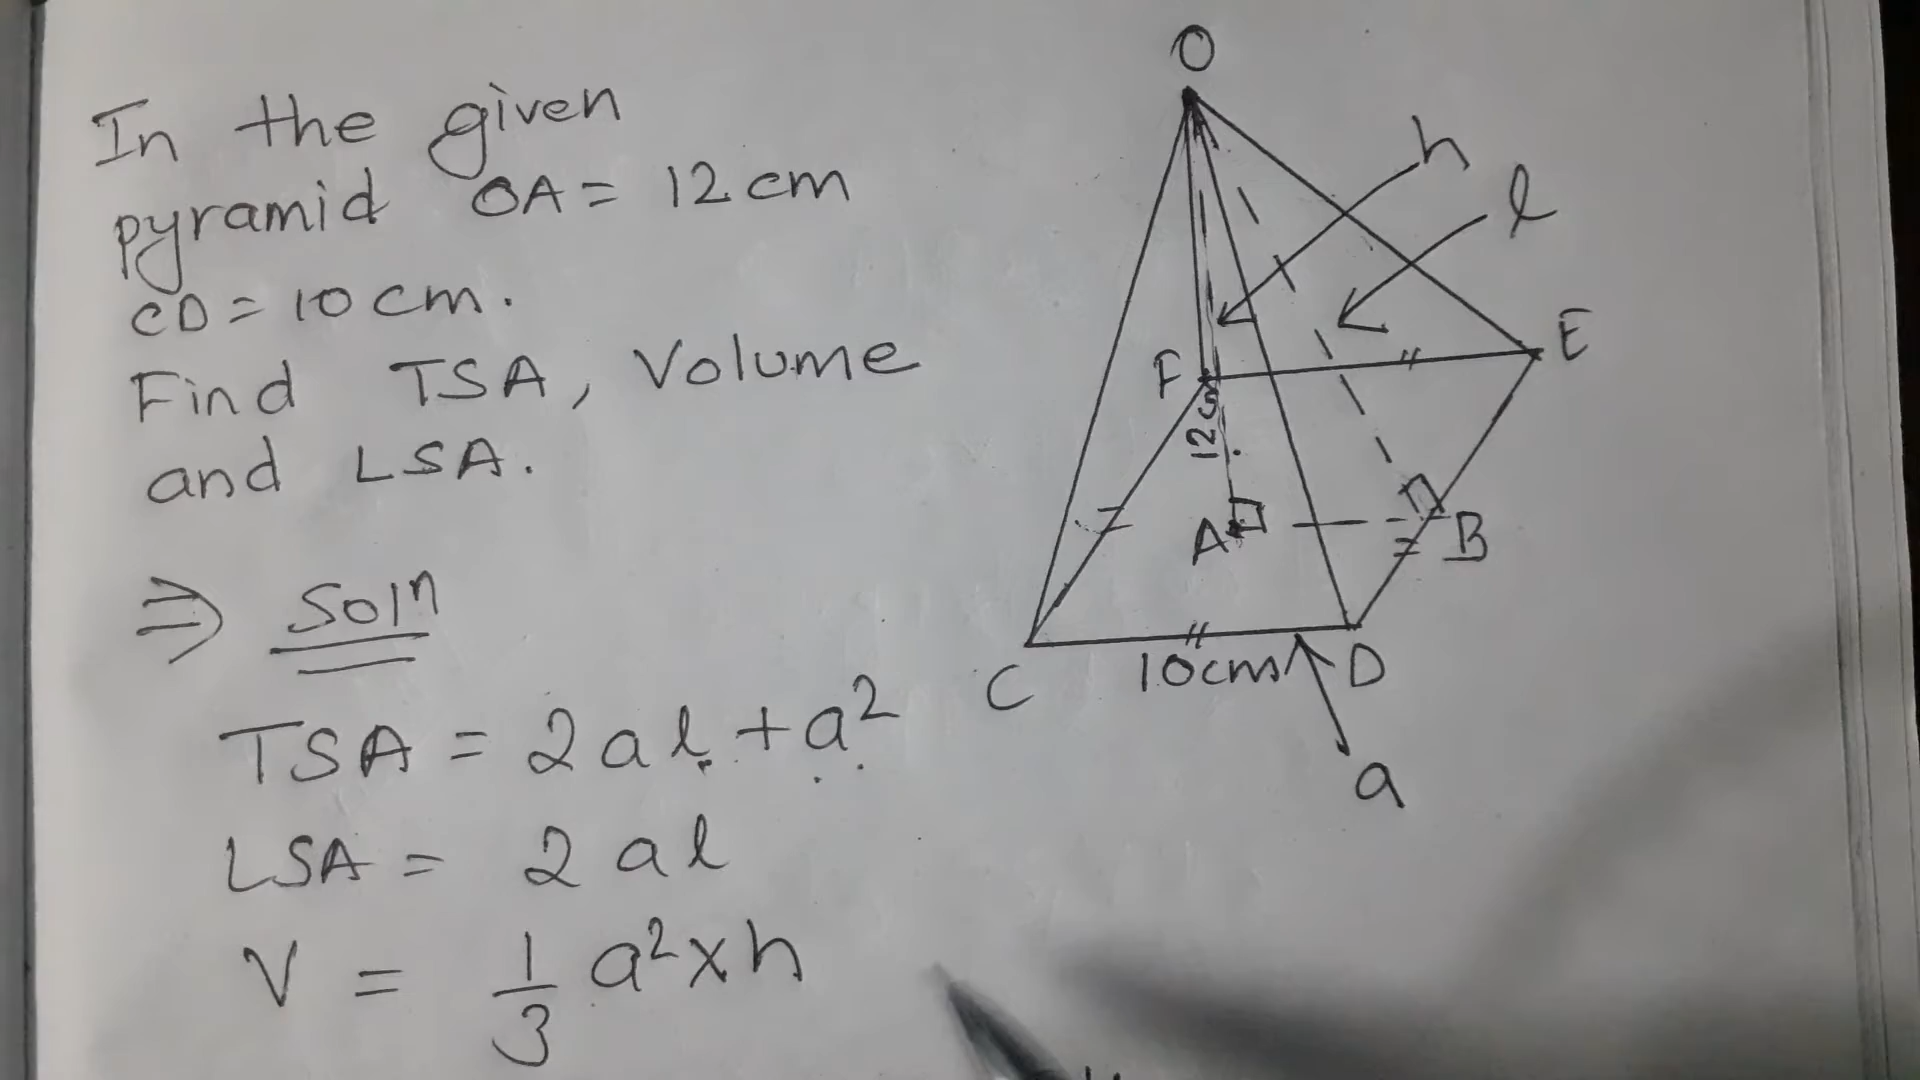 In the given
pyramid OA = 12 cm
CD = 10 cm.
Find TSA, Volume
and LSA.
⇒ Soln
TSA = 2al + a²
LSA = 2al
V = 1/3 a² x h
O
h
l
F
E
12
A
B
C
10cm
D
a